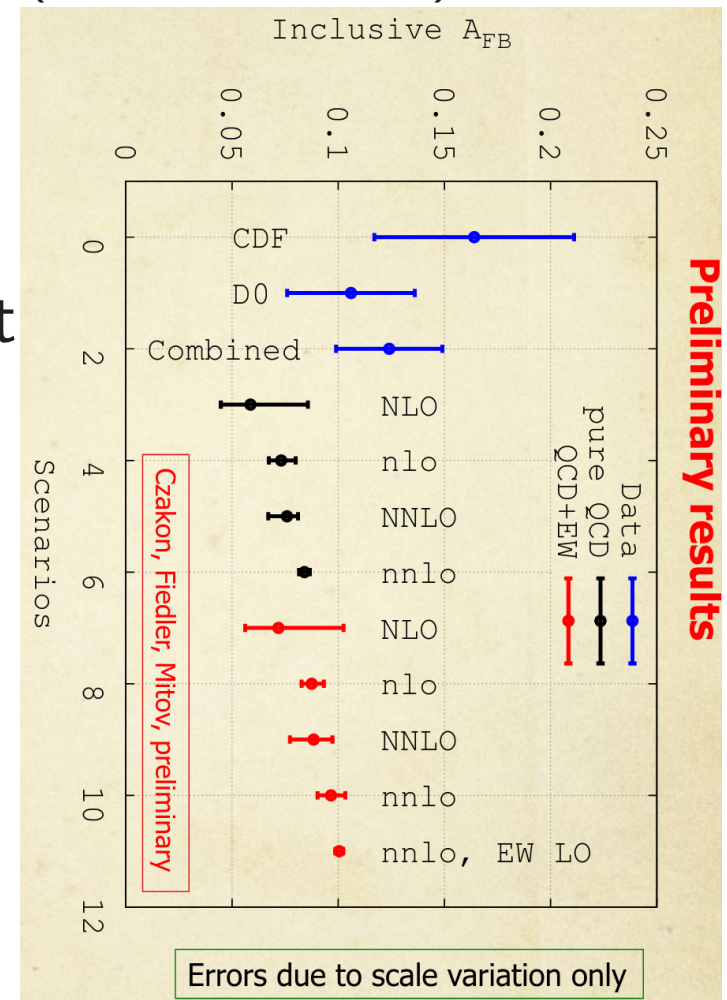 Inclusive A_FB
0
0.05
0.1
0.15
0.2
0.25
Preliminary results
0
2
4
6
8
10
12
Scenarios
CDF
D0
Combined
NLO
nlo
NNLO
nnlo
NLO
nlo
NNLO
nnlo
nnlo, EW LO
Data
pure QCD
QCD+EW
Czakon, Fiedler, Mitov, preliminary
Errors due to scale variation only
t